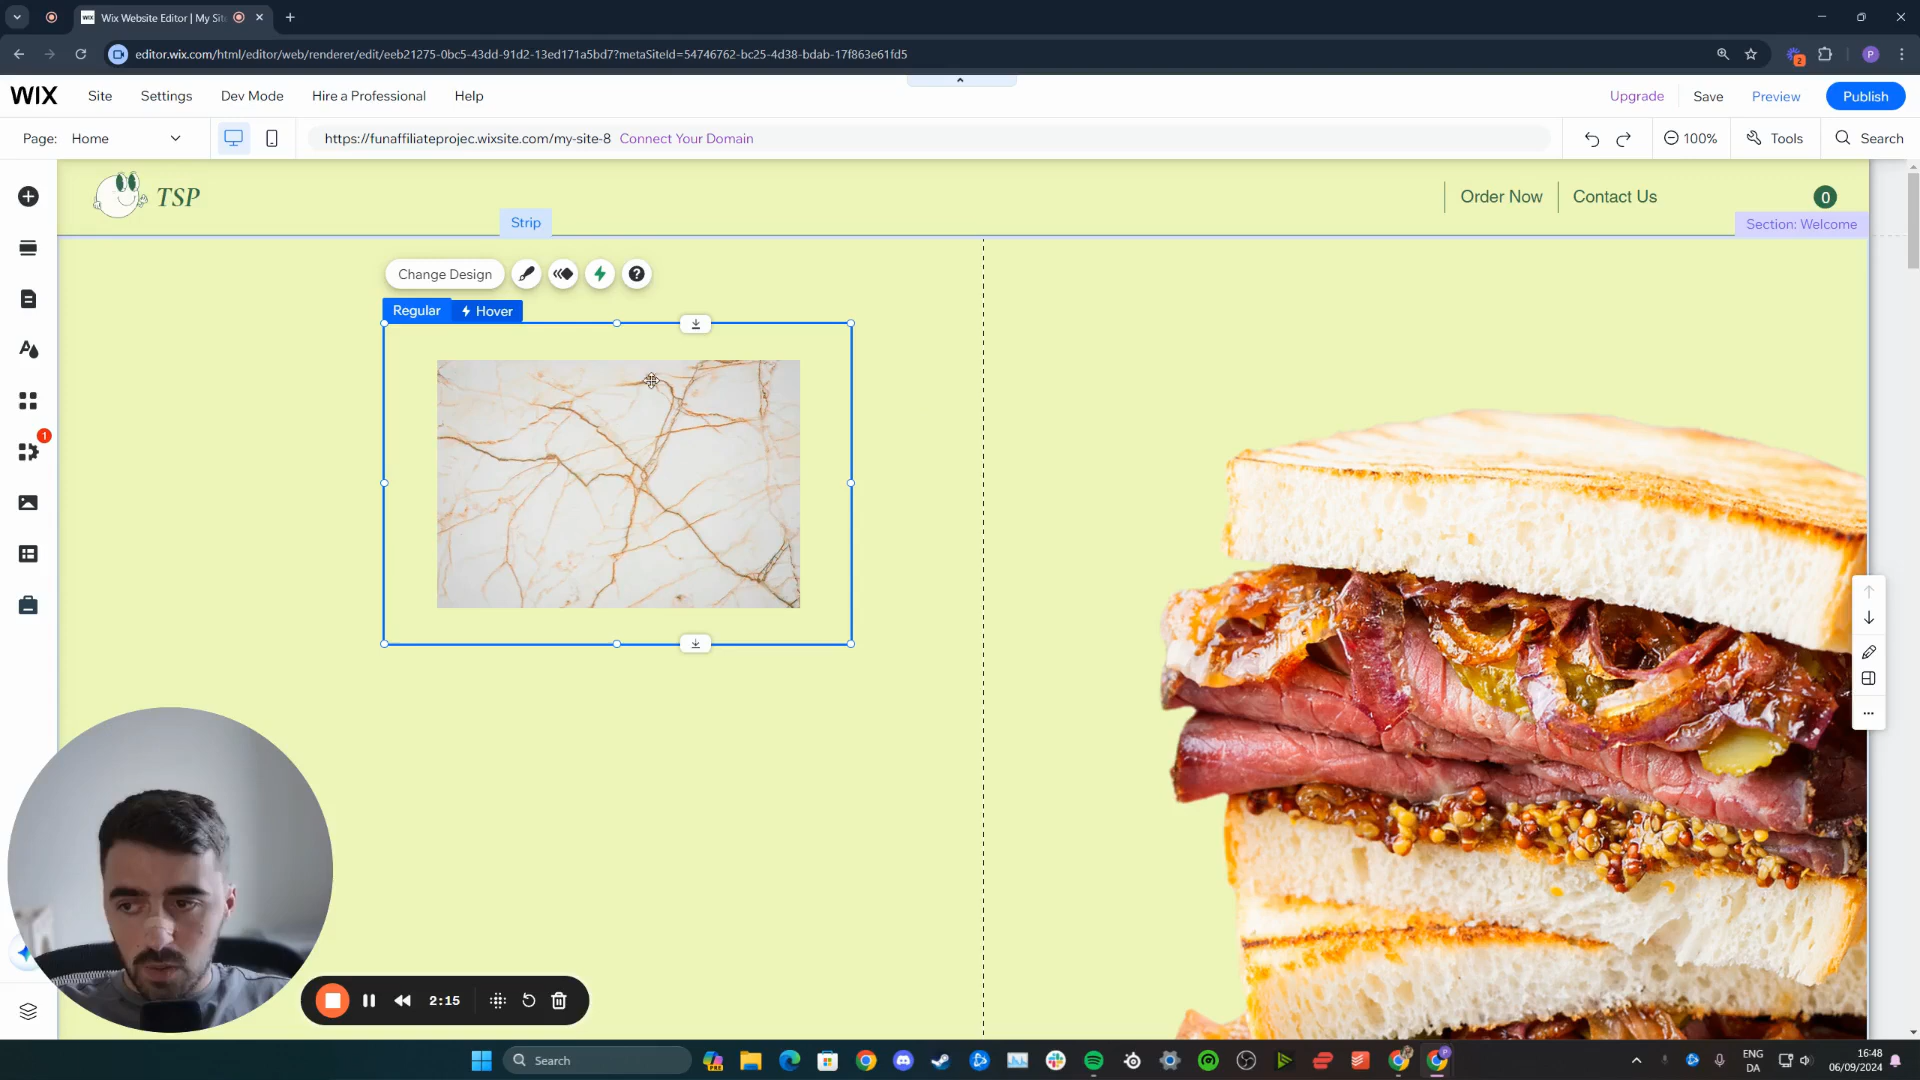 Wix Website Editor | My Sit
editor.wix.com/html/editor/web/renderer/edit/eeb21275-0bc5-43dd-91d2-13ed171a5bd7?metaSiteId=54746762-bc25-4d38-bdab-17f863e61fd5
2
P
WIX Site Settings Dev Mode Hire a Professional Help Upgrade Save Preview Publish
Page: Home https://funaffiliateprojec.wixsite.com/my-site-8 Connect Your Domain 100% Tools Search
TSP Order Now Contact Us 0
Strip Section: Welcome
Change Design
Regular Hover
1
2:15
Search
ENG
DA
16:48
06/09/2024